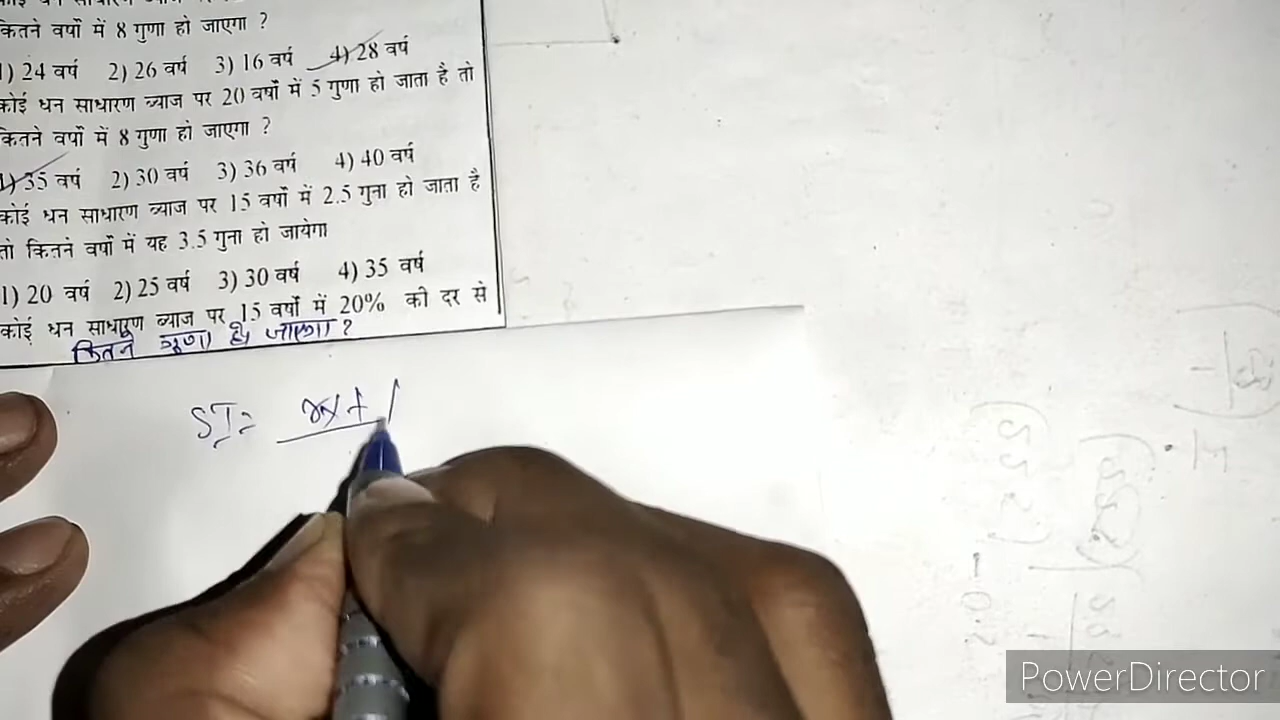 कितने वर्षो में 8 गुणा हो जाएगा ?
1) 24 वर्ष 2) 26 वर्ष 3) 16 वर्ष 4) 28 वर्ष
कोई धन साधारण व्याज पर 20 वर्षो में 5 गुणा हो जाता है तो
कितने वर्षो में 8 गुणा हो जाएगा ?
1) 35 वर्ष 2) 30 वर्ष 3) 36 वर्ष 4) 40 वर्ष
कोई धन साधारण व्याज पर 15 वर्षो में 2.5 गुना हो जाता है
तो कितने वर्षो में यह 3.5 गुना हो जायेगा
1) 20 वर्ष 2) 25 वर्ष 3) 30 वर्ष 4) 35 वर्ष
कोई धन साधारण व्याज पर 15 वर्षो में 20% की दर से
कितने गुणा हो जाएगा ?
SI=
PowerDirector